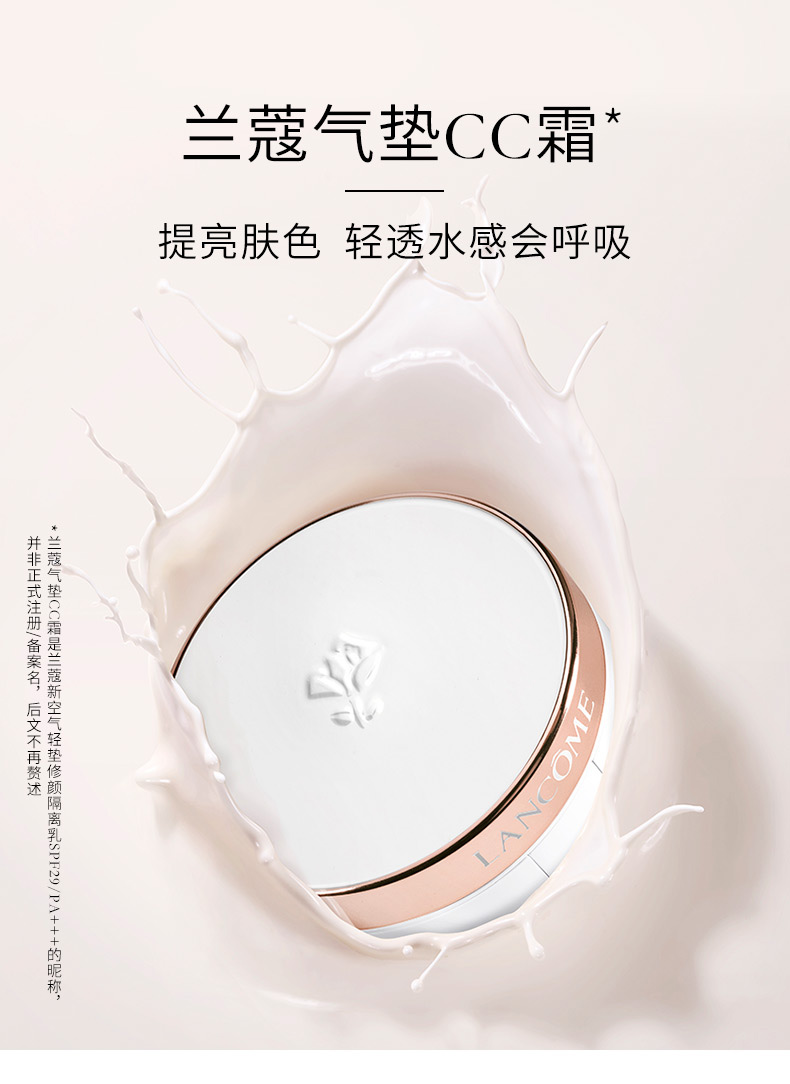 兰蔻气垫CC霜*
提亮肤色 轻透水感会呼吸
LANCÔME
*兰蔻气垫CC霜是兰蔻新空气轻垫修颜隔离乳SPF29/PA+++的昵称,
并非正式注册/备案名，后文不再赘述